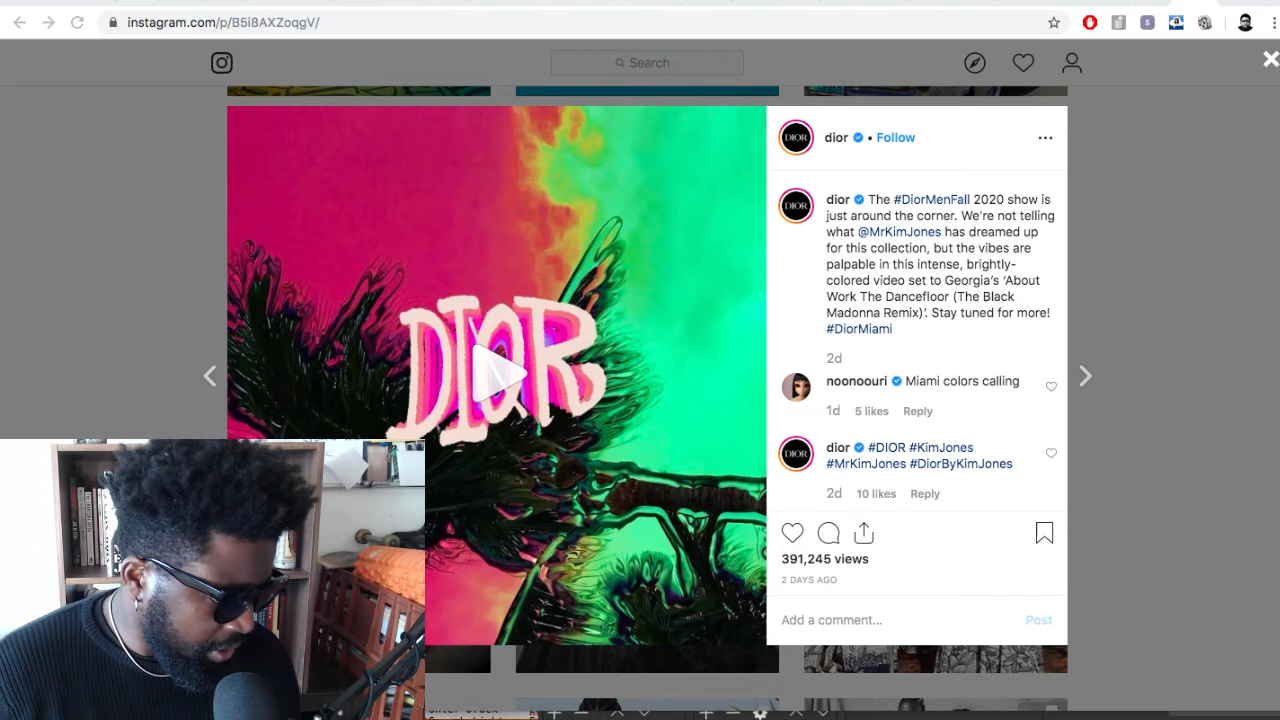 instagram.com/p/B5i8AXZoqgV/
Search
dior • Follow
DIOR
DIOR
DIOR
dior The #DiorMenFall 2020 show is
just around the corner. We're not telling
what @MrKimJones has dreamed up
for this collection, but the vibes are
palpable in this intense, brightly-
colored video set to Georgia's 'About
Work The Dancefloor (The Black
Madonna Remix)'. Stay tuned for more!
#DiorMiami
2d
noonoouri Miami colors calling
1d 5 likes Reply
DIOR
dior #DIOR #KimJones
#MrKimJones #DiorByKimJones
2d 10 likes Reply
391,245 views
2 DAYS AGO
Add a comment... Post